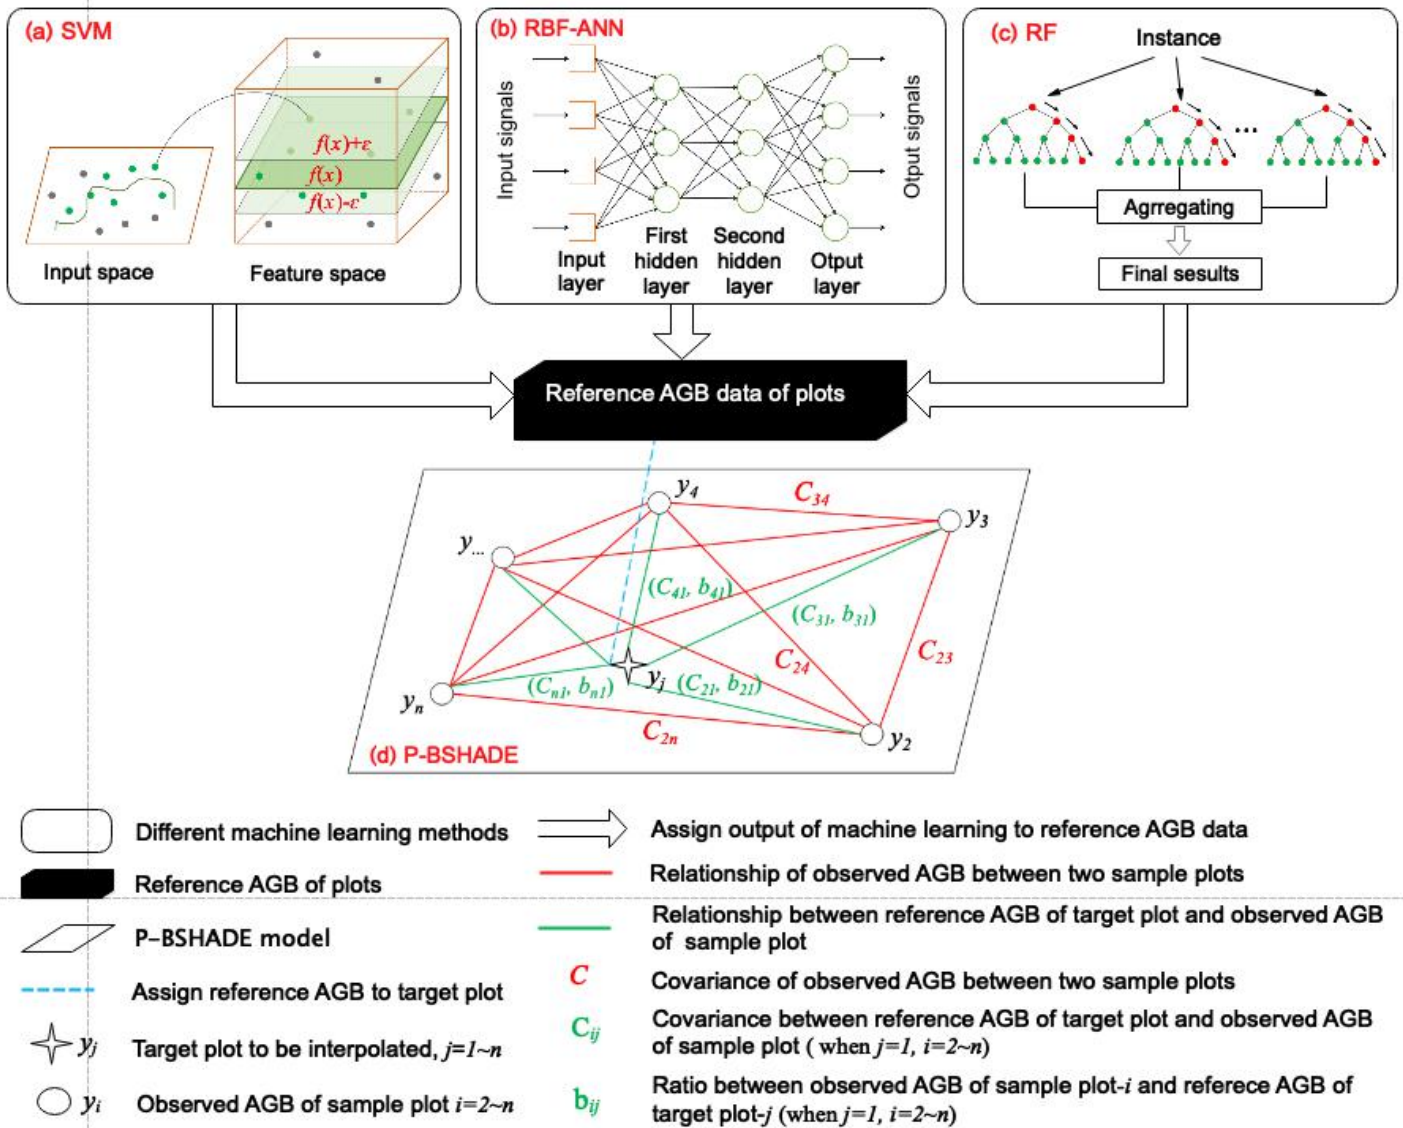 (a) SVM
f(x)+ε
f(x)
f(x)-ε
Input space
Feature space
(b) RBF-ANN
Input signals
Otput signals
Input
layer
First
hidden
layer
Second
hidden
layer
Otput
layer
(c) RF
Instance
...
Agrregating
Final sesults
Reference AGB data of plots
y4
C34
y3
y...
(C41, b41)
(C31, b31)
C24
C23
yj
(Cn1, bn1)
(C21, b21)
yn
C2n
y2
(d) P-BSHADE
Different machine learning methods
Reference AGB of plots
P-BSHADE model
Assign reference AGB to target plot
yj Target plot to be interpolated, j=1~n
yi Observed AGB of sample plot i=2~n
Assign output of machine learning to reference AGB data
Relationship of observed AGB between two sample plots
Relationship between reference AGB of target plot and observed AGB
of sample plot
C Covariance of observed AGB between two sample plots
Cij Covariance between reference AGB of target plot and observed AGB
of sample plot ( when j=1, i=2~n)
bij Ratio between observed AGB of sample plot-i and referece AGB of
target plot-j (when j=1, i=2~n)